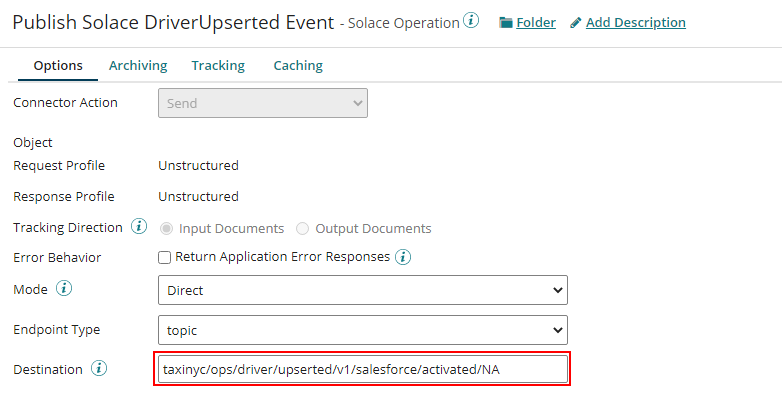 Publish Solace DriverUpserted Event - Solace Operation i Folder Add Description
Options Archiving Tracking Caching
Connector Action Send
Object
Request Profile Unstructured
Response Profile Unstructured
Tracking Direction i Input Documents Output Documents
Error Behavior Return Application Error Responses i
Mode i Direct
Endpoint Type topic
Destination i taxinyc/ops/driver/upserted/v1/salesforce/activated/NA